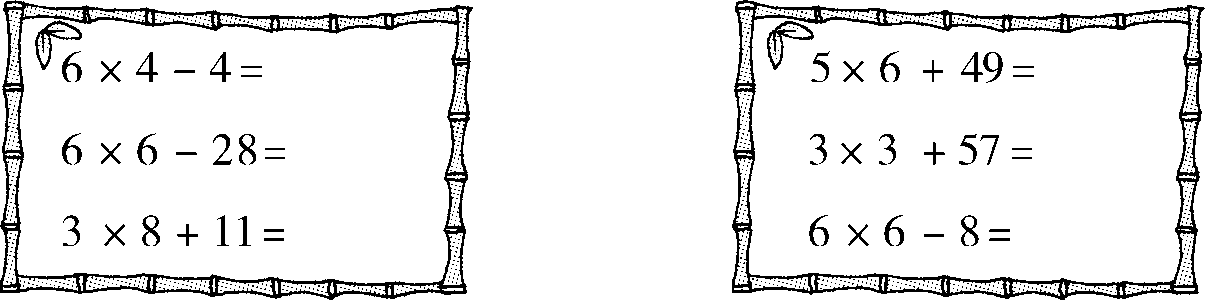 6 × 4 − 4 =
6 × 6 − 28 =
3 × 8 + 11 =
5 × 6 + 49 =
3 × 3 + 57 =
6 × 6 − 8 =